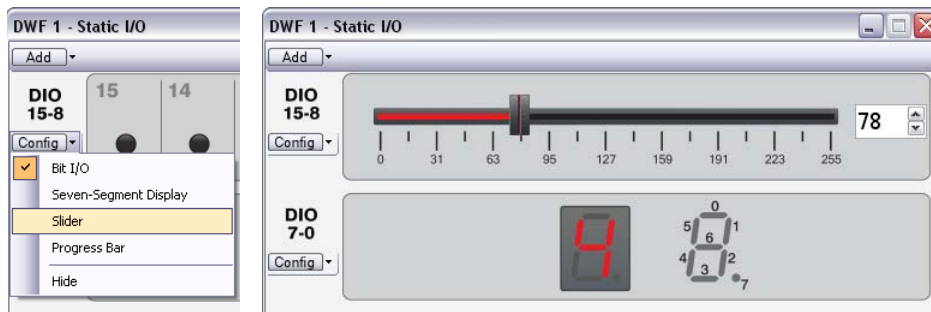 DWF 1 - Static I/O
Add
DIO
15-8
15 14
Config
Bit I/O
Seven-Segment Display
Slider
Progress Bar
Hide
DWF 1 - Static I/O
Add
DIO
15-8
Config
78
0 31 63 95 127 159 191 223 255
DIO
7-0
Config
4
0
5 1
6
4 2
3
7